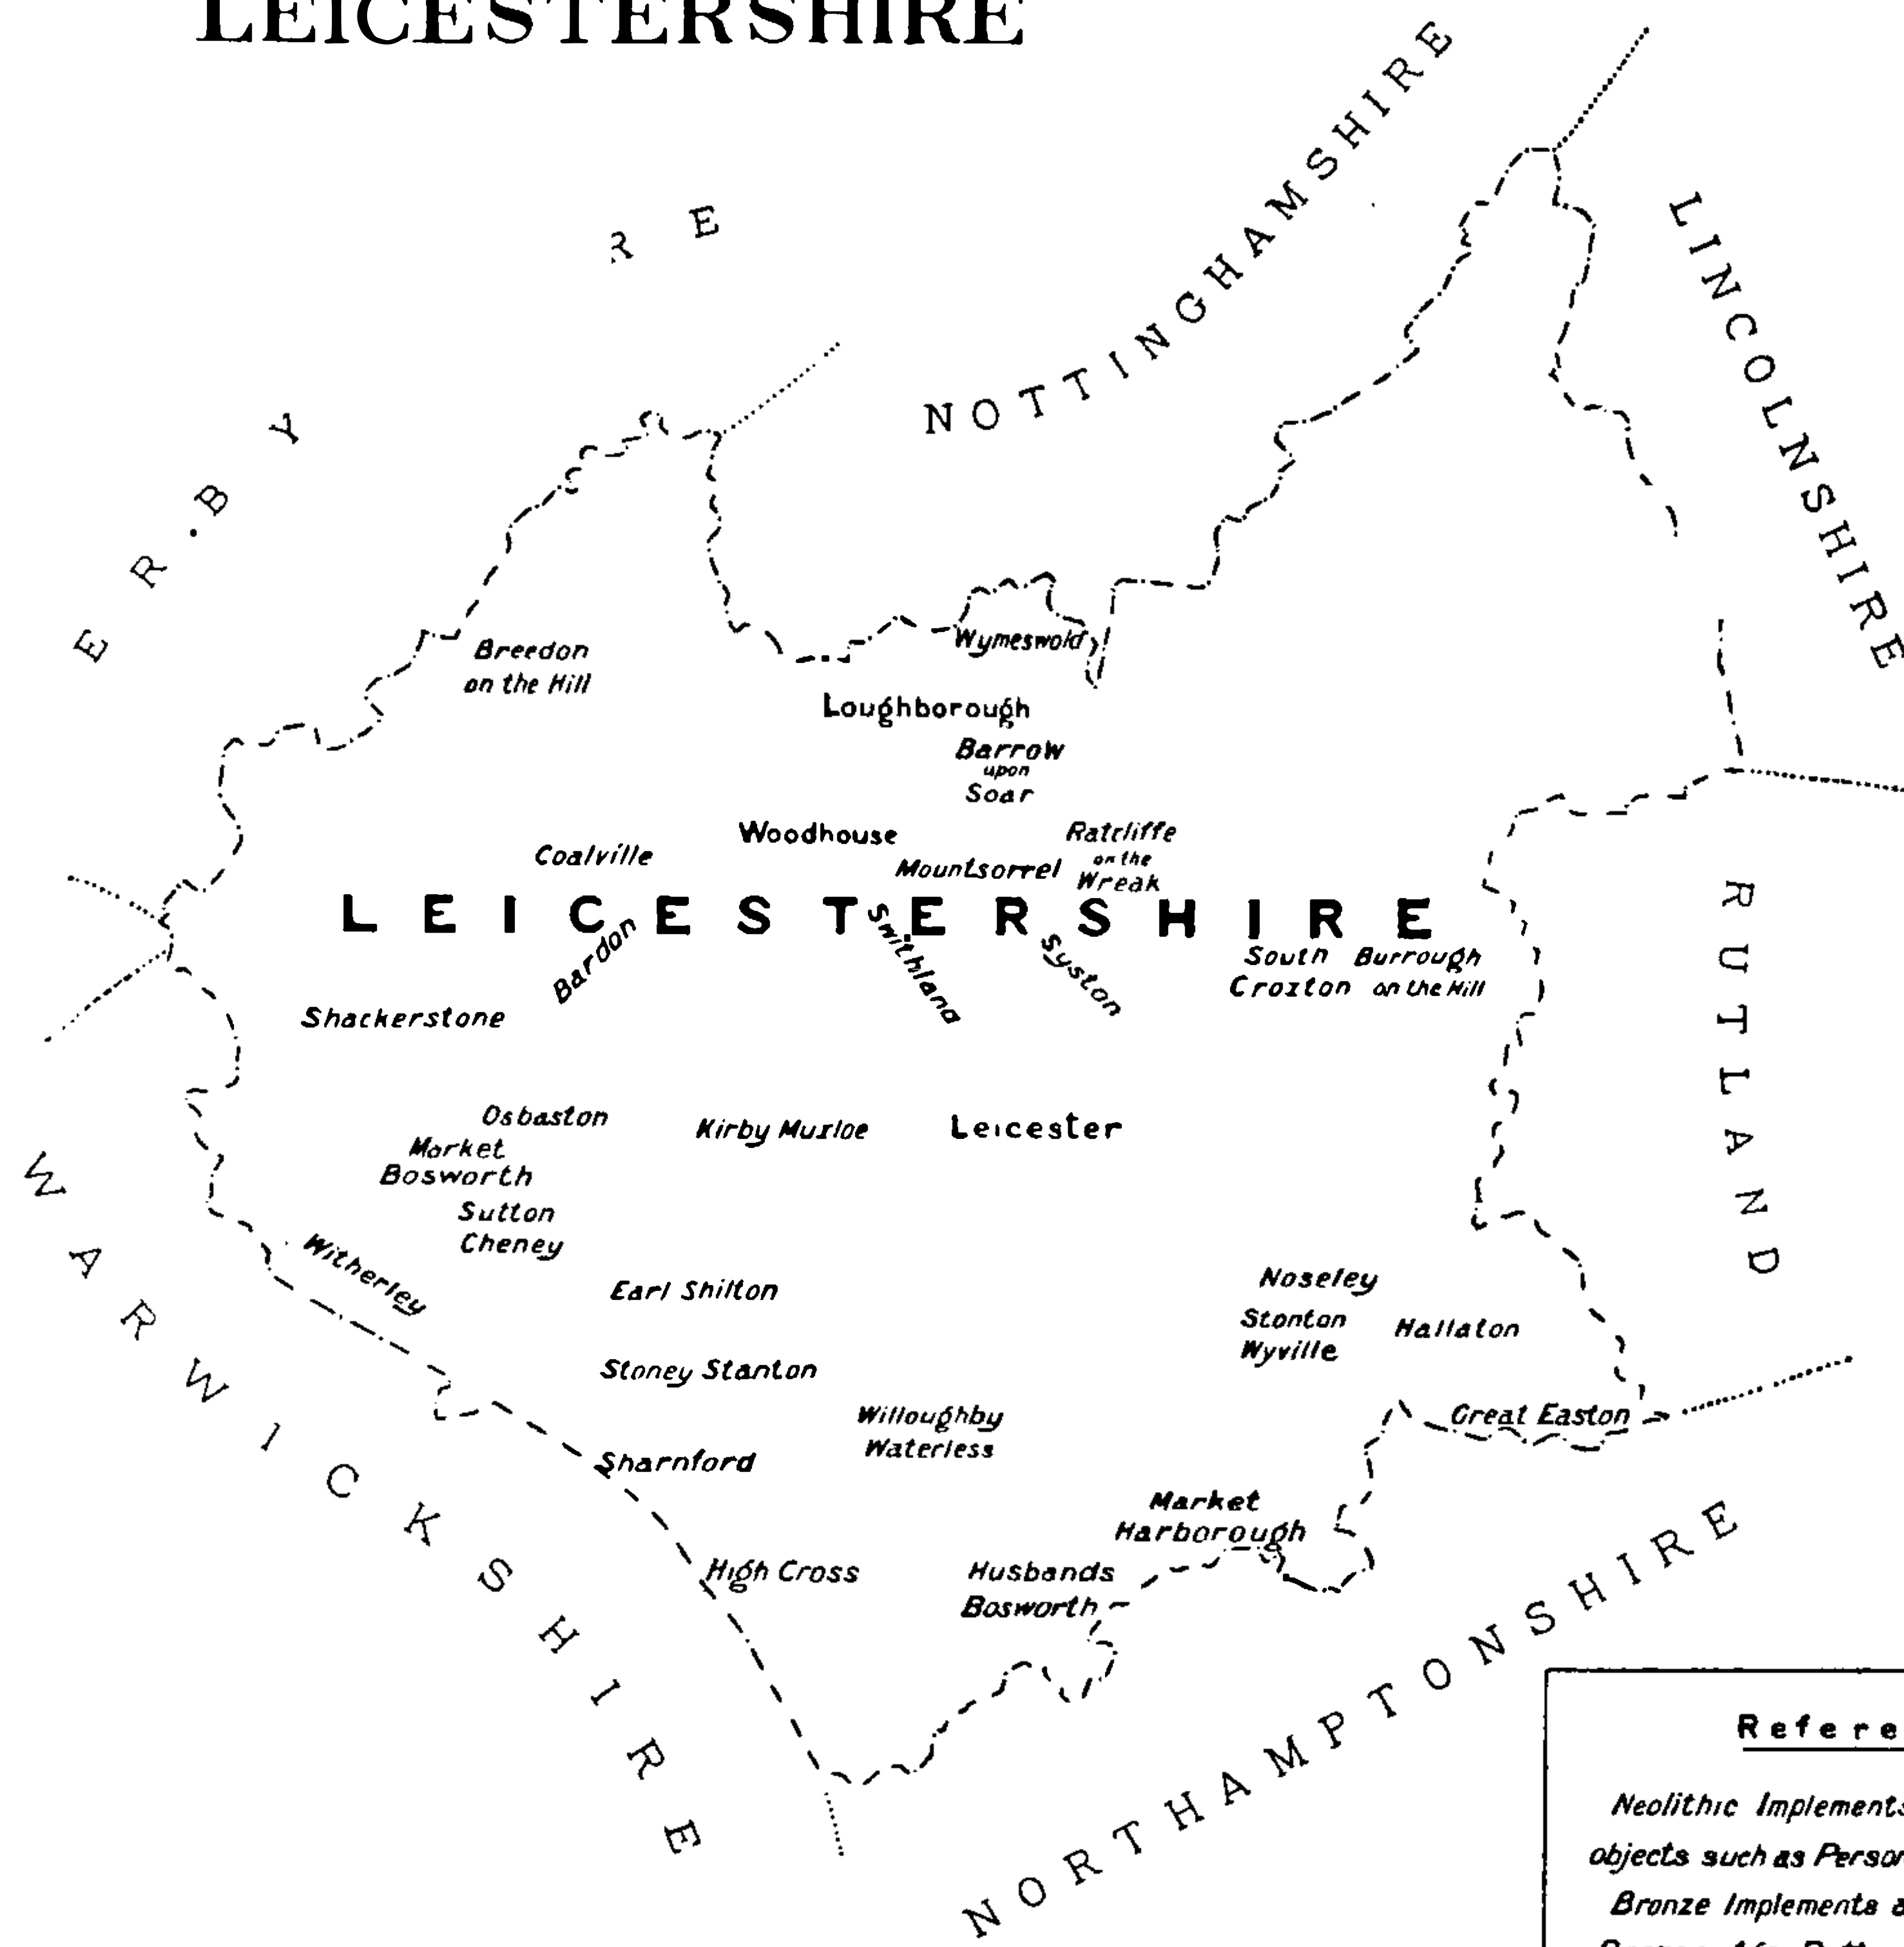 LEICESTERSHIRE
NOTTINGHAMSHIRE
LINCOLNSHIRE
R E
E R . B Y
Breedon
on the Hill
Wymeswold
Loughborough
Barrow
upon
Soar
Woodhouse
Ratcliffe
on the
Wreak
Coalville
Mountsorrel
LEICESTERSHIRE
RUTLAND
Bardon
Swithland
Syston
South
Croxton
Burrough
on the Hill
Shackerstone
Osbaston
Kirby Muxloe
Leicester
Market
Bosworth
Sutton
Cheney
WARWICKSHIRE
Witherley
Earl Shilton
Noseley
Stonton
Wyville
Hallaton
Stoney Stanton
Willoughby
Waterless
Great Easton
Sharnford
Market
Harborough
High Cross
Husbands
Bosworth
NORTHAMPTONSHIRE
Refere
Neolithic Implements
objects such as Person
Bronze Implements a